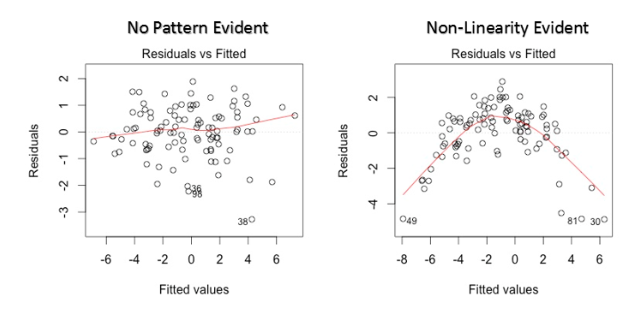 No Pattern Evident
Residuals vs Fitted
Residuals
2
1
0
-1
-2
-3
36
98
38
-6 -4 -2 0 2 4 6
Fitted values
Non-Linearity Evident
Residuals vs Fitted
Residuals
2
0
-2
-4
49
81
30
-8 -6 -4 -2 0 2 4 6
Fitted values